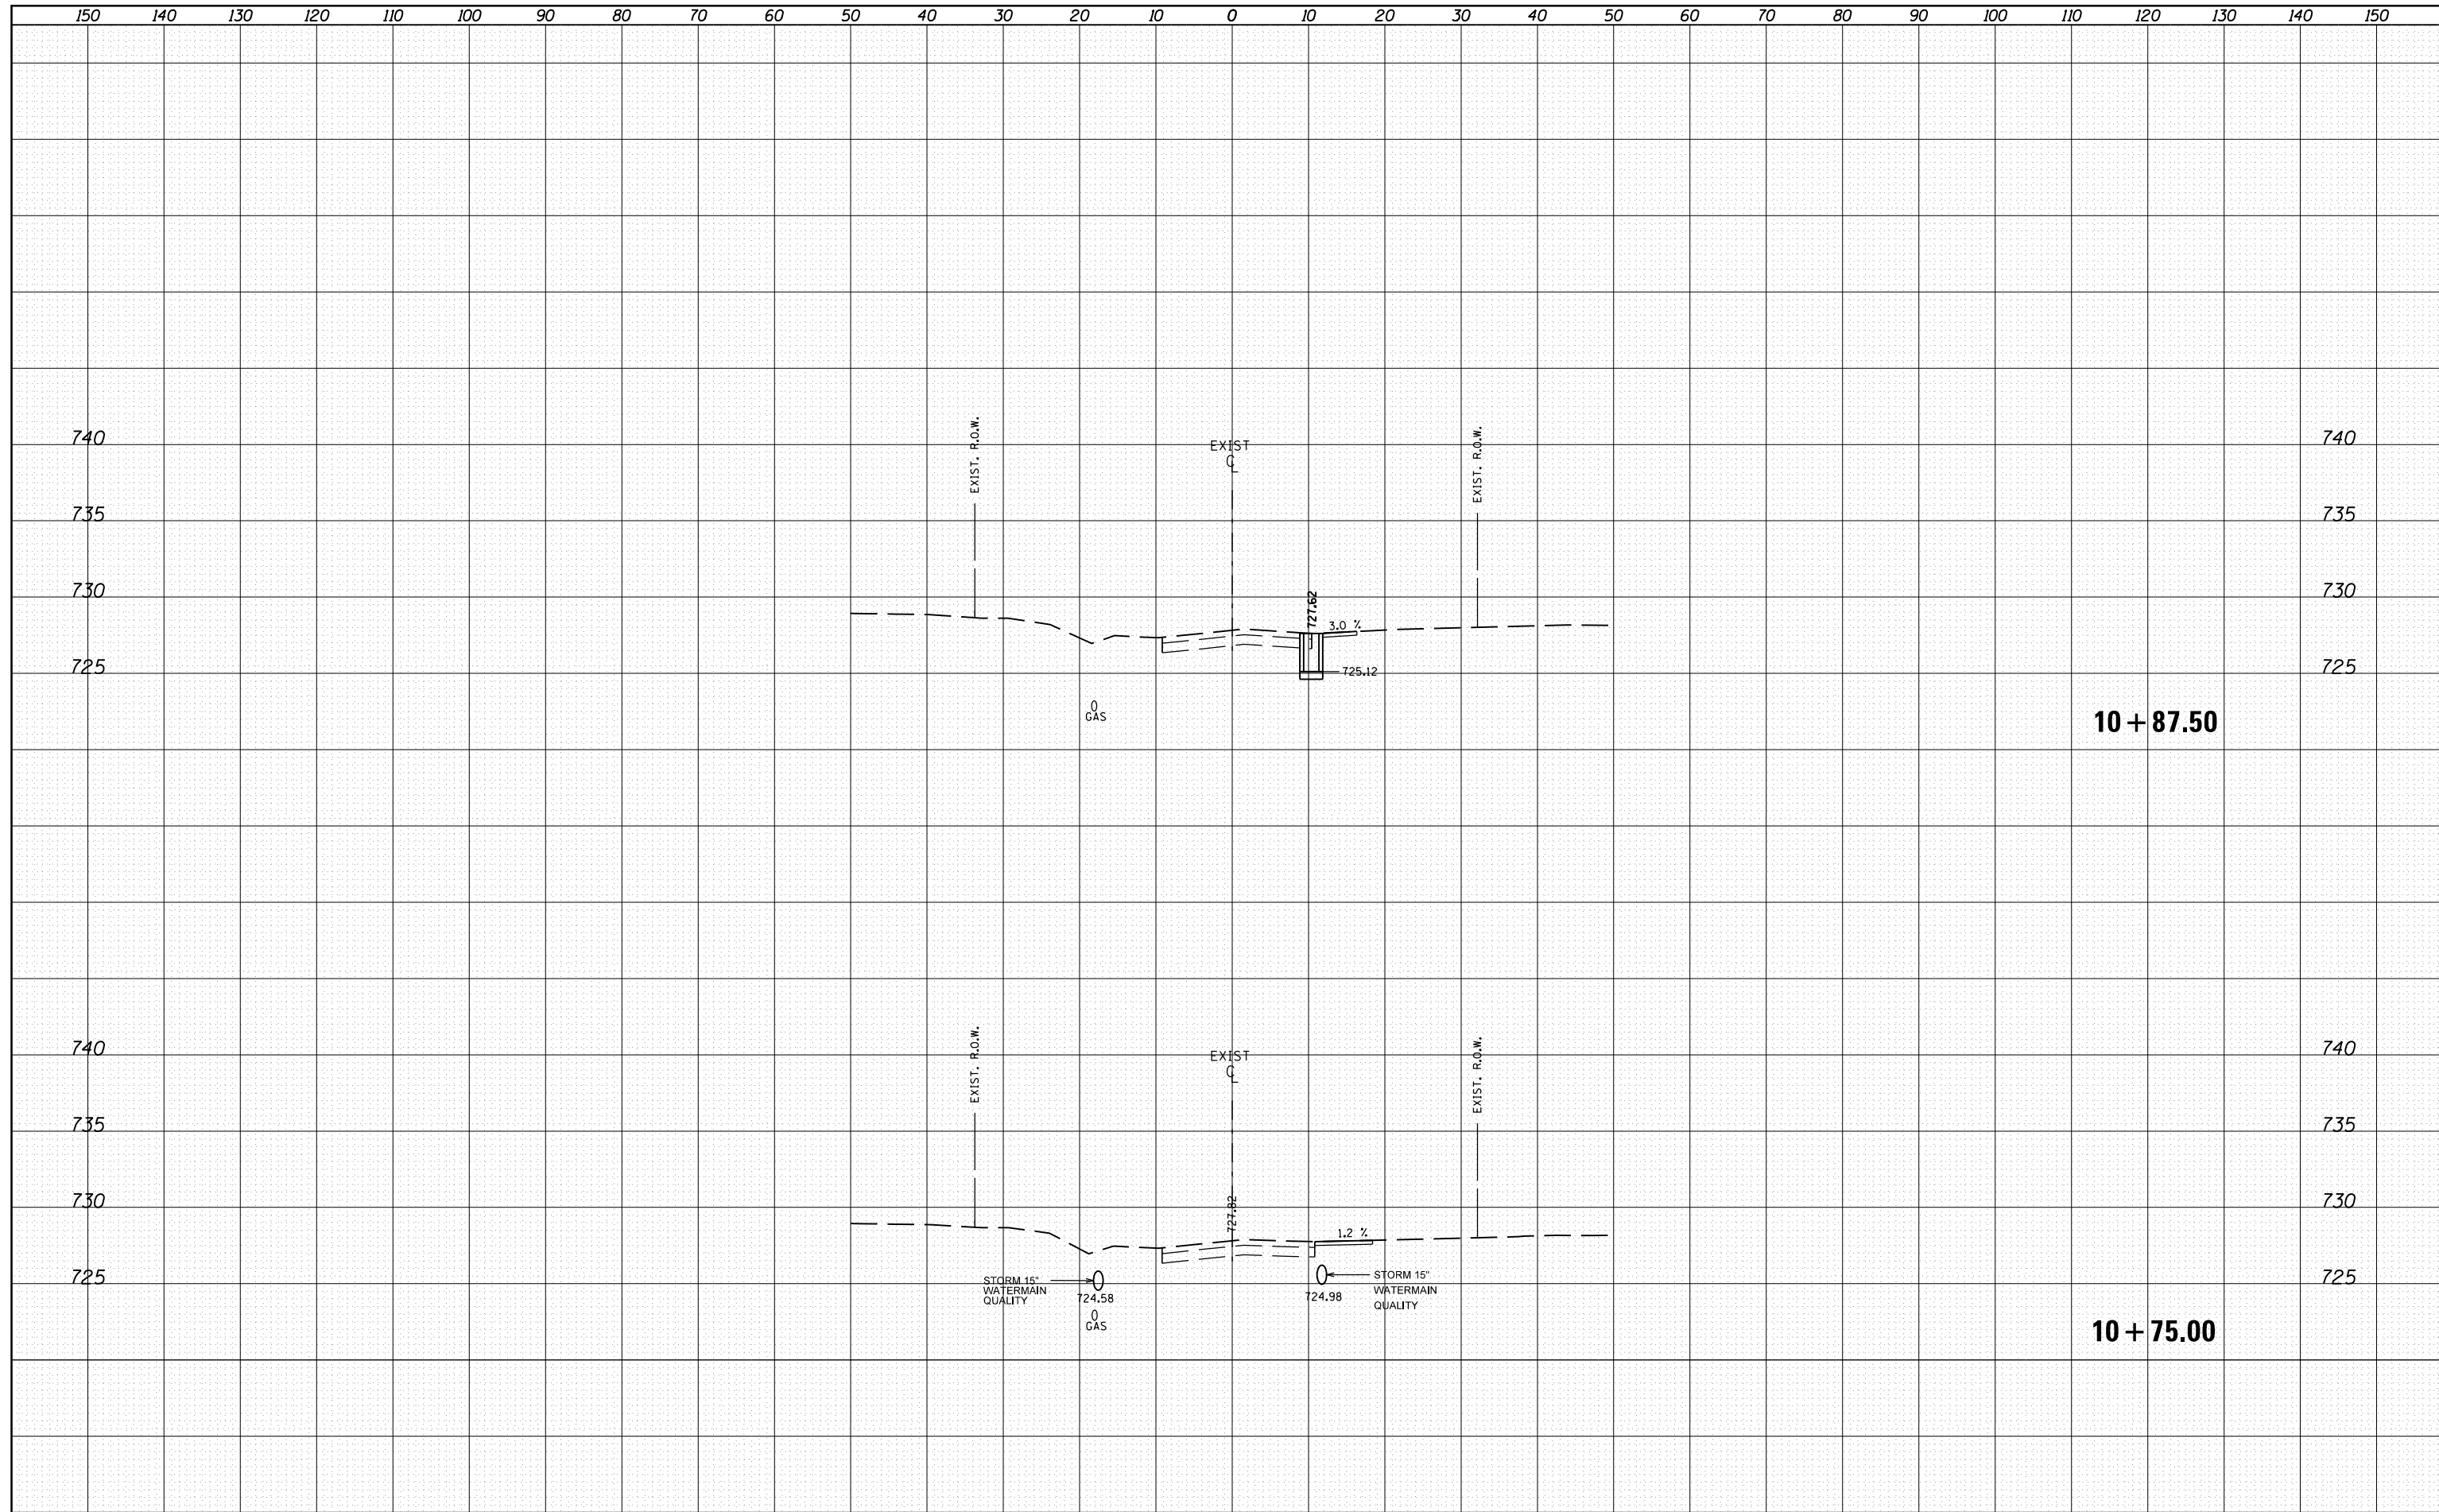 150 140 130 120 110 100 90 80 70 60 50 40 30 20 10 0 10 20 30 40 50 60 70 80 90 100 110 120 130 140 150
EXIST. R.O.W.
EXIST. R.O.W.
740 EXIST 740
CL
735 735
730 727.62 730
3.0 %
725 725.12 725
GAS
10+87.50
EXIST. R.O.W.
EXIST. R.O.W.
740 EXIST 740
CL
735 735
730 727.82 730
1.2 %
725 725
STORM 15"
WATERMAIN
QUALITY
724.58
STORM 15"
WATERMAIN
QUALITY
724.98
GAS
10+75.00